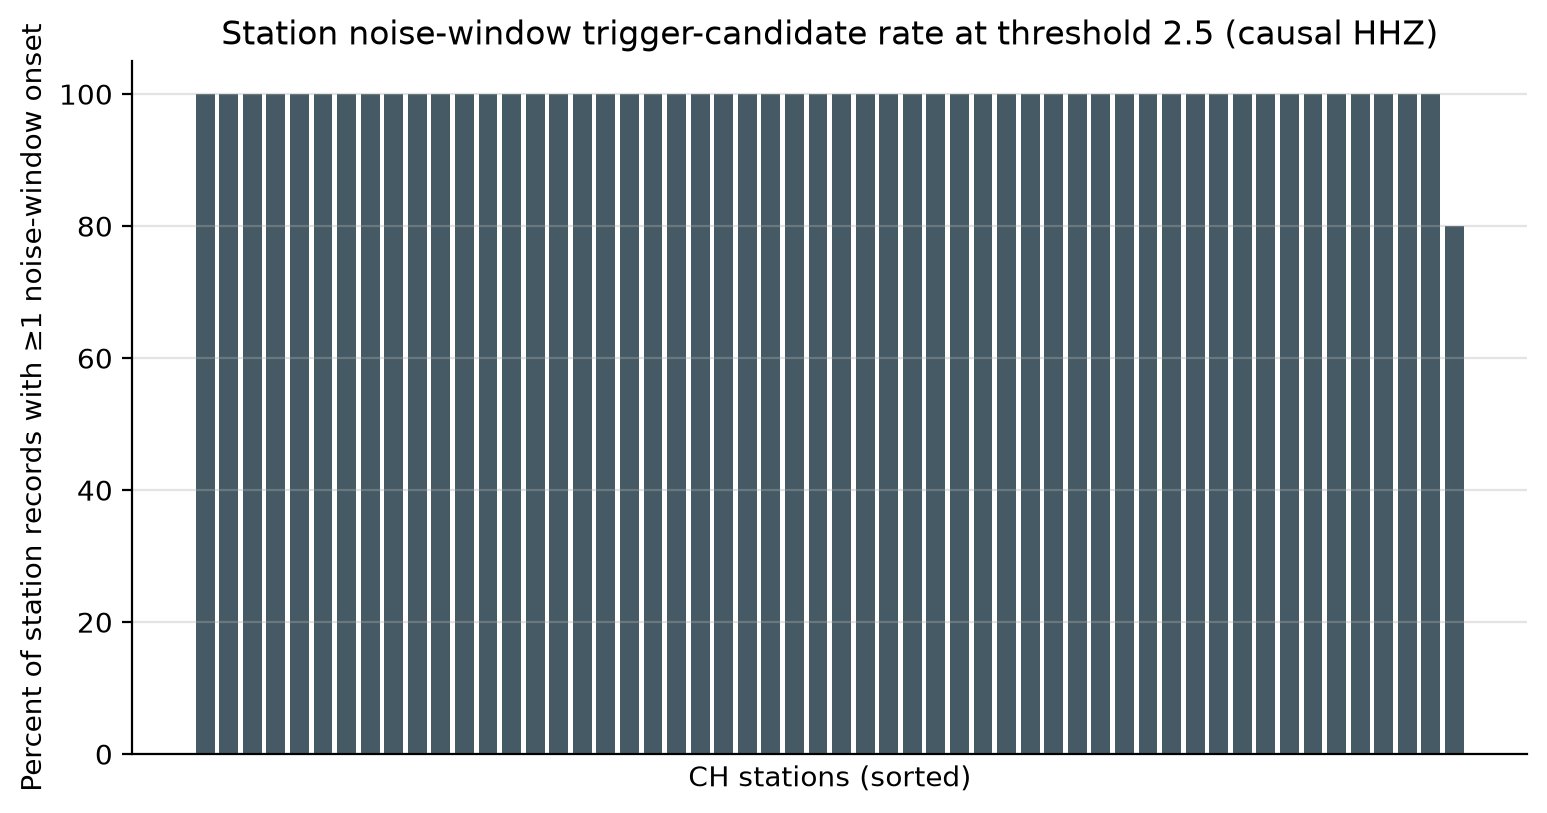 Station noise-window trigger-candidate rate at threshold 2.5 (causal HHZ)
Percent of station records with ≥1 noise-window onset
100
80
60
40
20
0
CH stations (sorted)